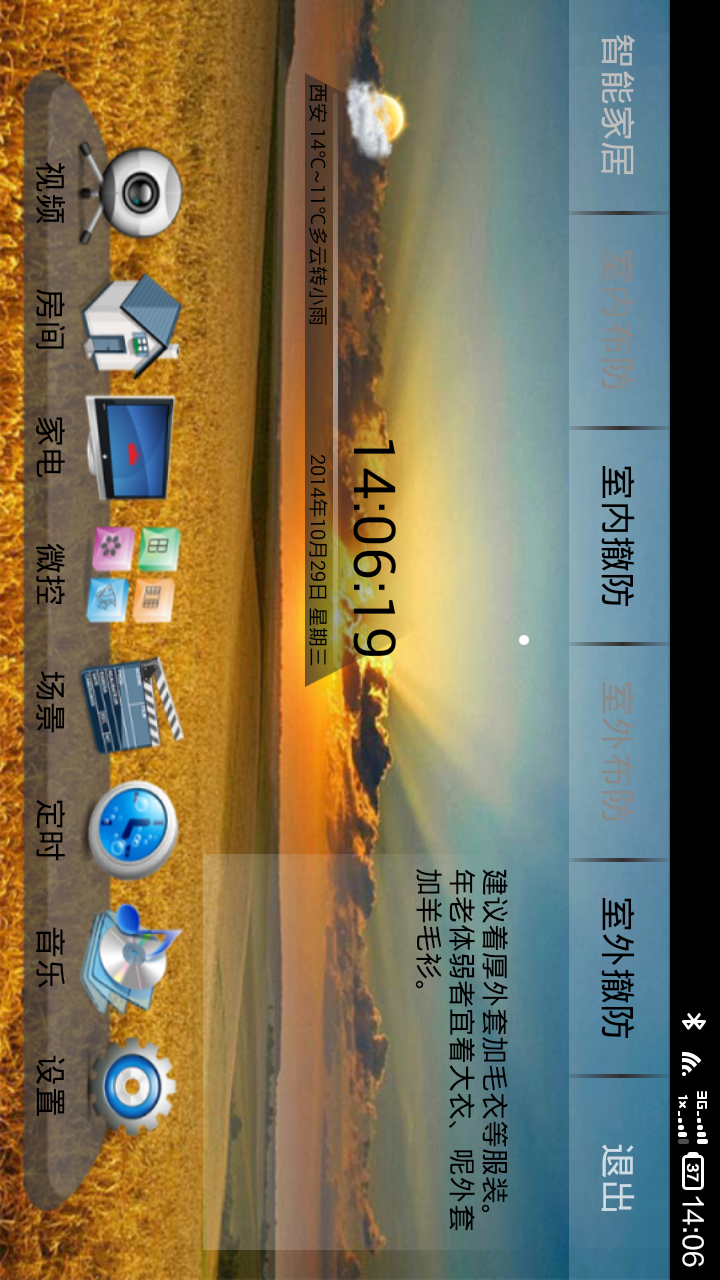 3G 1× 37 14:06
智能家居 室内布防 室内撤防 室外布防 室外撤防 退出
建议着厚外套加毛衣等服装。
年老体弱者宜着大衣、呢外套
加羊毛衫。
14:06:19
西安 14℃~11℃多云转小雨 2014年10月29日 星期三
视频 房间 家电 微控 场景 定时 音乐 设置